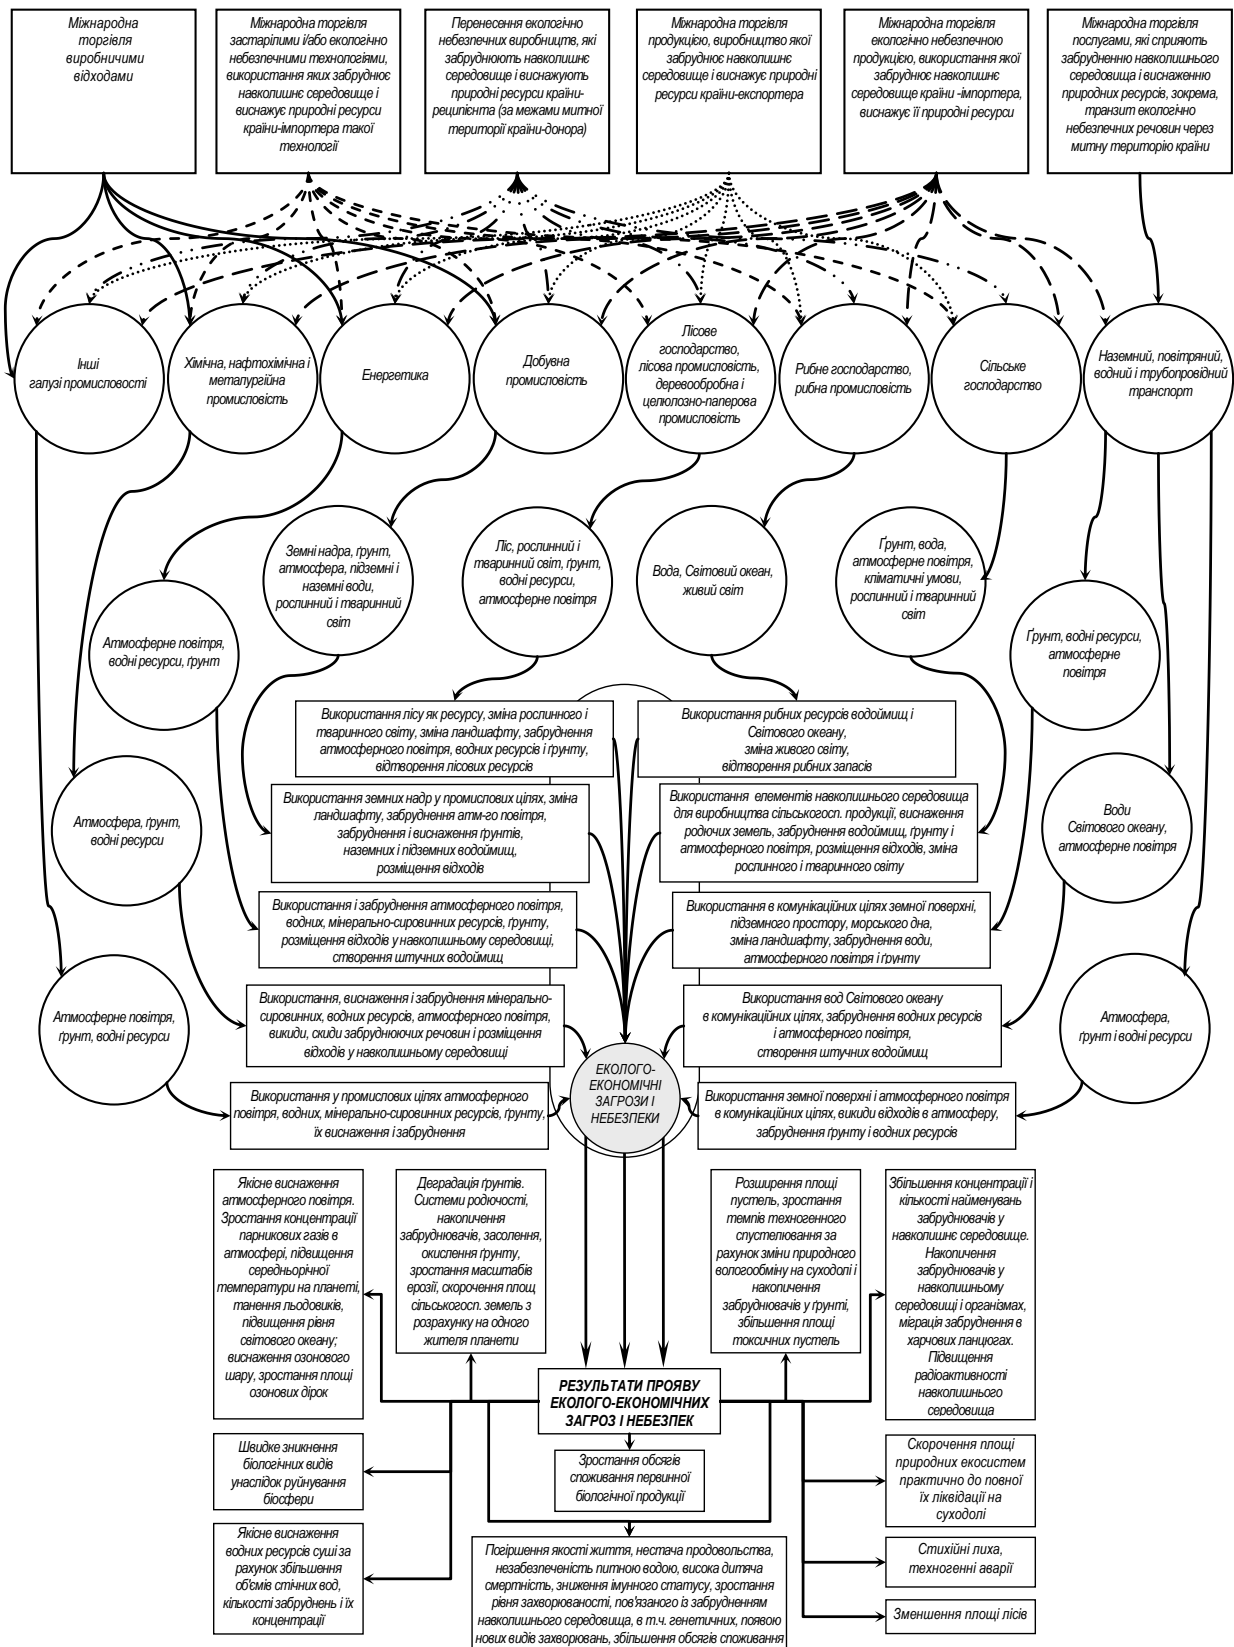 Міжнародна
торгівля
виробничими
відходами
Міжнародна торгівля
застарілими і/або екологічно
небезпечними технологіями,
використання яких забруднює
навколишнє середовище і
виснажує природні ресурси
країни-імпортера такої
технології
Перенесення екологічно
небезпечних виробництв, які
забруднюють навколишнє
середовище і виснажують
природні ресурси країни-
реципієнта (за межами митної
території країни-донора)
Міжнародна торгівля
продукцією, виробництво якої
забруднює навколишнє
середовище і виснажує природні
ресурси країни-експортера
Міжнародна торгівля
екологічно небезпечною
продукцією, використання якої
забруднює навколишнє
середовище країни -імпортера,
виснажує її природні ресурси
Міжнародна торгівля
послугами, які сприяють
забрудненню навколишнього
середовища і виснаженню
природних ресурсів, зокрема,
транзит екологічно
небезпечних речовин через
митну територію країни
Інші
галузі промисловості
Хімічна, нафтохімічна і
металургійна
промисловість
Енергетика
Добувна
промисловість
Лісове
господарство,
лісова промисловість,
деревообробна і
целюлозно-паперова
промисловість
Рибне господарство,
рибна промисловість
Сільське
господарство
Наземний, повітряний,
водний і трубопровідний
транспорт
Земні надра, ґрунт,
атмосфера, підземні і
наземні води,
рослинний і тваринний
світ
Ліс, рослинний і
тваринний світ, ґрунт,
водні ресурси,
атмосферне повітря
Вода, Світовий океан,
живий світ
Ґрунт, вода,
атмосферне повітря,
кліматичні умови,
рослинний і тваринний
світ
Атмосферне повітря,
водні ресурси, ґрунт
Ґрунт, водні ресурси,
атмосферне
повітря
Використання лісу як ресурсу, зміна рослинного і
тваринного світу, зміна ландшафту, забруднення
атмосферного повітря, водних ресурсів і ґрунту,
відтворення лісових ресурсів
Використання рибних ресурсів водоймищ і
Світового океану,
зміна живого світу,
відтворення рибних запасів
Атмосфера, ґрунт,
водні ресурси
Використання земних надр у промислових цілях, зміна
ландшафту, забруднення атм-го повітря,
забруднення і виснаження ґрунтів,
наземних і підземних водоймищ,
розміщення відходів
Використання елементів навколишнього середовища
для виробництва сільськогосп. продукції, виснаження
родючих земель, забруднення водоймищ, ґрунту і
атмосферного повітря, розміщення відходів, зміна
рослинного і тваринного світу
Води
Світового океану,
атмосферне повітря
Використання і забруднення атмосферного повітря,
водних, мінерально-сировинних ресурсів, ґрунту,
розміщення відходів у навколишньому середовищі,
створення штучних водоймищ
Використання в комунікаційних цілях земної поверхні,
підземного простору, морського дна,
зміна ландшафту, забруднення води,
атмосферного повітря і ґрунту
Атмосферне повітря,
ґрунт, водні ресурси
Використання, виснаження і забруднення мінерально-
сировинних, водних ресурсів, атмосферного повітря,
викиди, скиди забруднюючих речовин і розміщення
відходів у навколишньому середовищі
Використання вод Світового океану
в комунікаційних цілях, забруднення водних ресурсів
і атмосферного повітря,
створення штучних водоймищ
Атмосфера,
ґрунт і водні ресурси
Використання у промислових цілях атмосферного
повітря, водних, мінерально-сировинних ресурсів, ґрунту,
їх виснаження і забруднення
ЕКОЛОГО-
ЕКОНОМІЧНІ
ЗАГРОЗИ І
НЕБЕЗПЕКИ
Використання земної поверхні і атмосферного повітря
в комунікаційних цілях, викиди відходів в атмосферу,
забруднення ґрунту і водних ресурсів
Якісне виснаження
атмосферного повітря.
Зростання концентрації
парникових газів в
атмосфері, підвищення
середньорічної
температури на планеті,
танення льодовиків,
підвищення рівня
світового океану;
виснаження озонового
шару, зростання площі
озонових дірок
Деградація ґрунтів.
Системи родючості,
накопичення
забруднювачів, засолення,
окислення ґрунту,
зростання масштабів
ерозії, скорочення площ
сільськогосп. земель з
розрахунку на одного
жителя планети
Розширення площі
пустель, зростання
темпів техногенного
спустелювання за
рахунок зміни природного
вологообміну на суходолі і
накопичення
забруднювачів у ґрунті,
збільшення площі
токсичних пустель
Збільшення концентрації і
кількості найменувань
забруднювачів у
навколишнє середовище.
Накопичення
забруднювачів у
навколишньому
середовищі і організмах,
міграція забруднення в
харчових ланцюгах.
Підвищення
радіоактивності
навколишнього
середовища
РЕЗУЛЬТАТИ ПРОЯВУ
ЕКОЛОГО-ЕКОНОМІЧНИХ
ЗАГРОЗ І НЕБЕЗПЕК
Швидке зникнення
біологічних видів
унаслідок руйнування
біосфери
Зростання обсягів
споживання первинної
біологічної продукції
Скорочення площі
природних екосистем
практично до повної
їх ліквідації на
суходолі
Якісне виснаження
водних ресурсів суші за
рахунок збільшення
об'ємів стічних вод,
кількості забруднень і їх
концентрації
Погіршення якості життя, нестача продовольства,
незабезпеченість питною водою, висока дитяча
смертність, зниження імунного статусу, зростання
рівня захворюваності, пов'язаного із забрудненням
навколишнього середовища, в т.ч. генетичних, появою
нових видів захворювань, збільшення обсягів споживання
Стихійні лиха,
техногенні аварії
Зменшення площі лісів